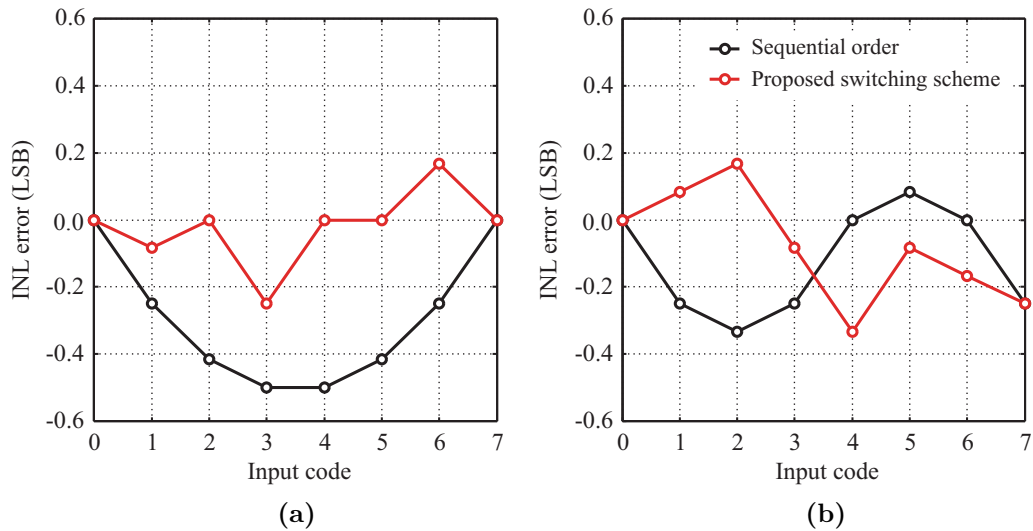 0.6
0.4
0.2
0.0
-0.2
-0.4
-0.6
INL error (LSB)
0 1 2 3 4 5 6 7
Input code
(a)
Sequential order
Proposed switching scheme
0.6
0.4
0.2
0.0
-0.2
-0.4
-0.6
INL error (LSB)
0 1 2 3 4 5 6 7
Input code
(b)